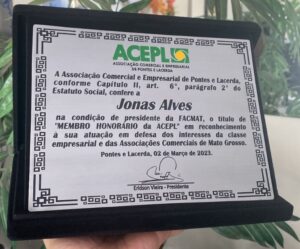 ACEPL
ASSOCIAÇÃO COMERCIAL E EMPRESARIAL
DE PONTES E LACERDA
A Associação Comercial e Empresarial de Pontes e Lacerda,
conforme Capítulo II, art. 6°, parágrafo 2° do
Estatuto Social, confere a
Jonas Alves
na condição de presidente da FACMAT, o título de
"MEMBRO HONORÁRIO da ACEPL" em reconhecimento
à sua atuação em defesa dos interesses da classe
empresarial e das Associações Comerciais de Mato Grosso.
Pontes e Lacerda, 02 de Março de 2023.
Eridson Vieira - Presidente